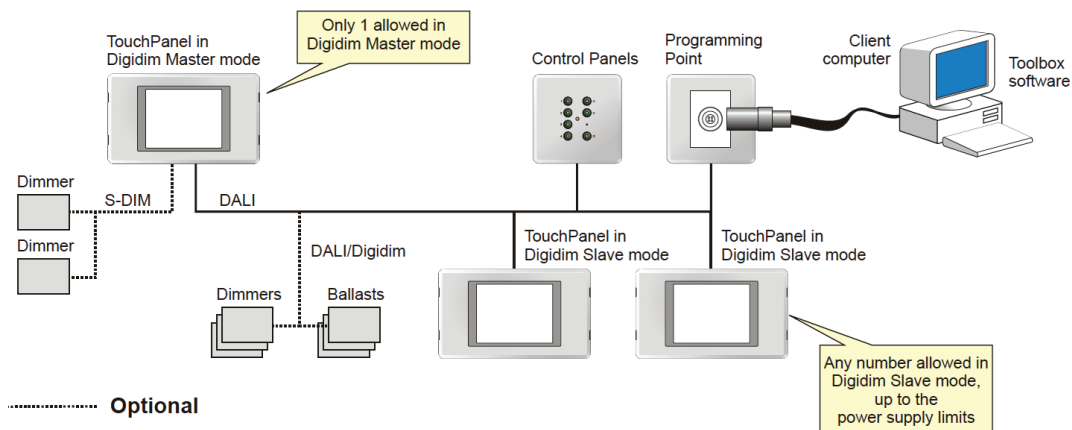 Only 1 allowed in
Digidim Master mode
TouchPanel in
Digidim Master mode
Control Panels
Programming
Point
Client
computer
Toolbox
software
Dimmer
S-DIM
DALI
Dimmer
DALI/Digidim
TouchPanel in
Digidim Slave mode
TouchPanel in
Digidim Slave mode
Dimmers
Ballasts
Any number allowed in
Digidim Slave mode,
up to the
power supply limits
Optional